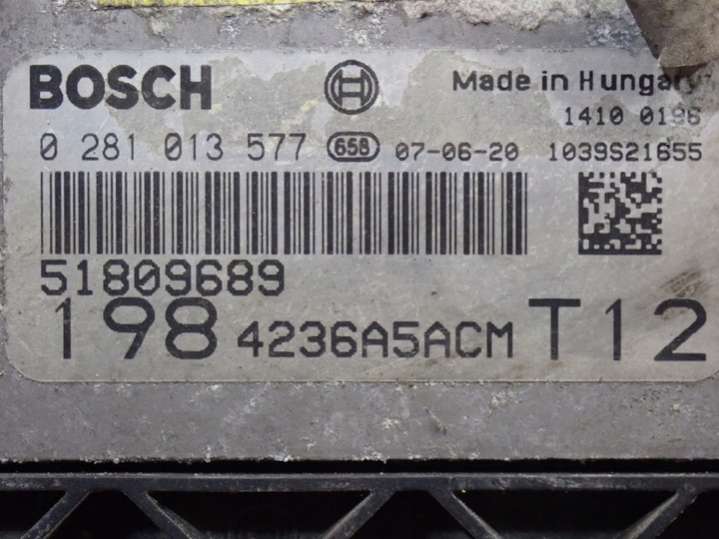 BOSCH Made in Hungary
1410 0196
0 281 013 577 658 07-06-20 1039S21655
51809689
198 4236A5ACM T12